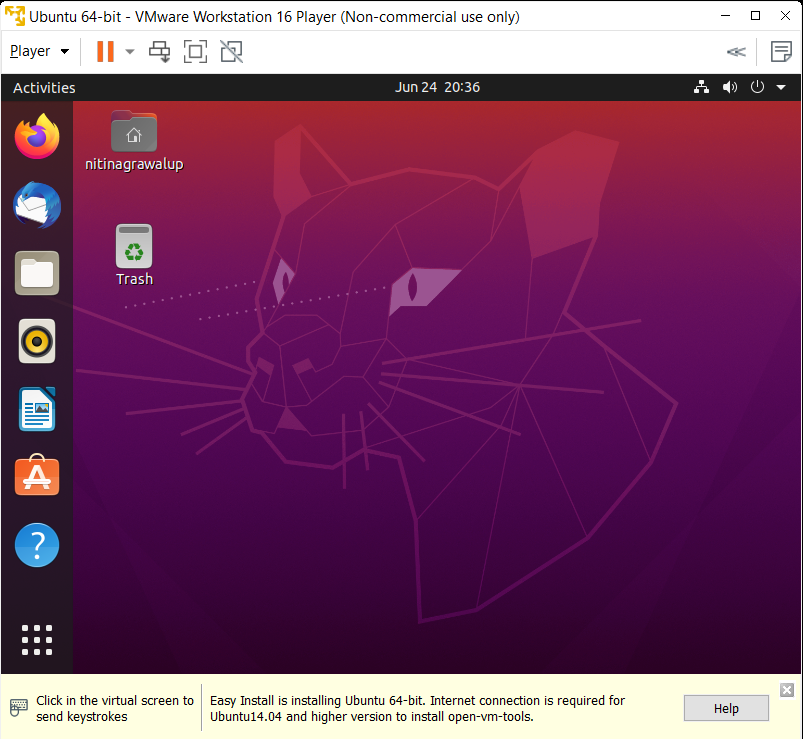 Ubuntu 64-bit - VMware Workstation 16 Player (Non-commercial use only)
Player
Activities
Jun 24 20:36
nitinagrawalup
Trash
Click in the virtual screen to
send keystrokes
Easy Install is installing Ubuntu 64-bit. Internet connection is required for
Ubuntu14.04 and higher version to install open-vm-tools.
Help